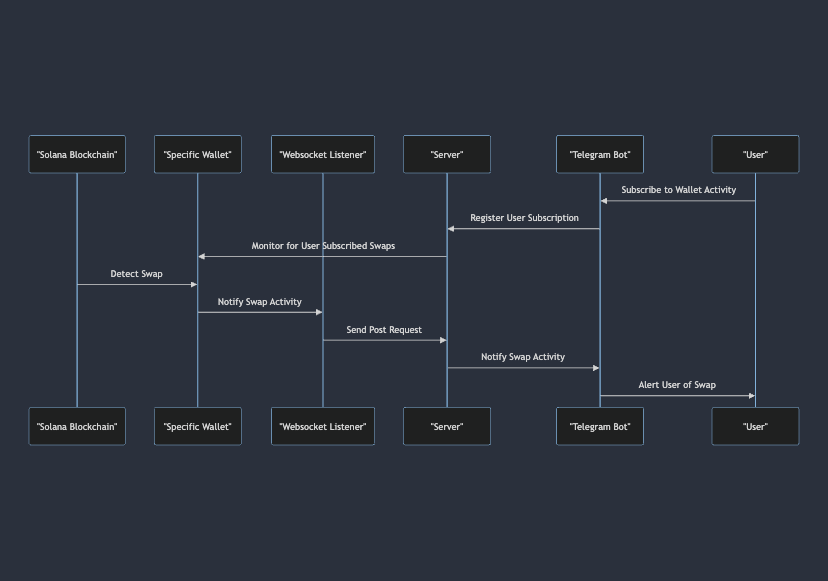 "Solana Blockchain"
"Specific Wallet"
"Websocket Listener"
"Server"
"Telegram Bot"
"User"
Subscribe to Wallet Activity
Register User Subscription
Monitor for User Subscribed Swaps
Detect Swap
Notify Swap Activity
Send Post Request
Notify Swap Activity
Alert User of Swap
"Solana Blockchain"
"Specific Wallet"
"Websocket Listener"
"Server"
"Telegram Bot"
"User"